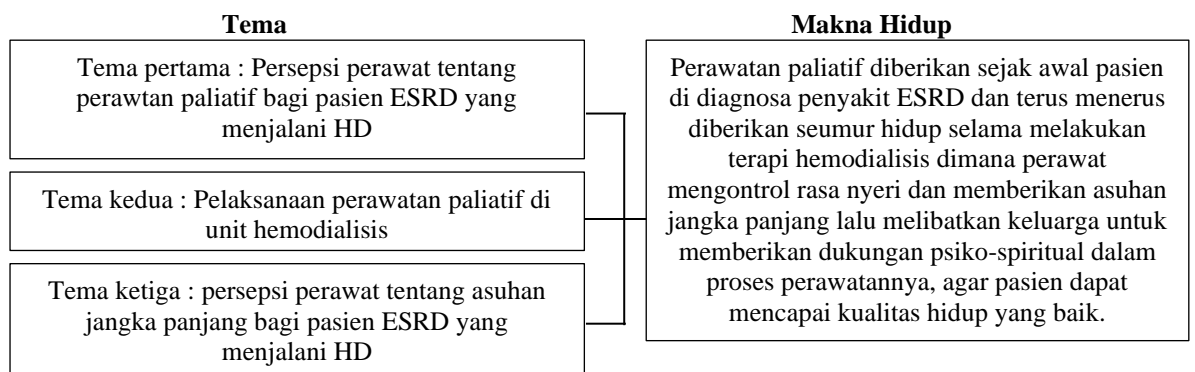 Tema
Makna Hidup
Tema pertama : Persepsi perawat tentang
perawtan paliatif bagi pasien ESRD yang
menjalani HD
Tema kedua : Pelaksanaan perawatan paliatif di
unit hemodialisis
Tema ketiga : persepsi perawat tentang asuhan
jangka panjang bagi pasien ESRD yang
menjalani HD
Perawatan paliatif diberikan sejak awal pasien
di diagnosa penyakit ESRD dan terus menerus
diberikan seumur hidup selama melakukan
terapi hemodialisis dimana perawat
mengontrol rasa nyeri dan memberikan asuhan
jangka panjang lalu melibatkan keluarga untuk
memberikan dukungan psiko-spiritual dalam
proses perawatannya, agar pasien dapat
mencapai kualitas hidup yang baik.